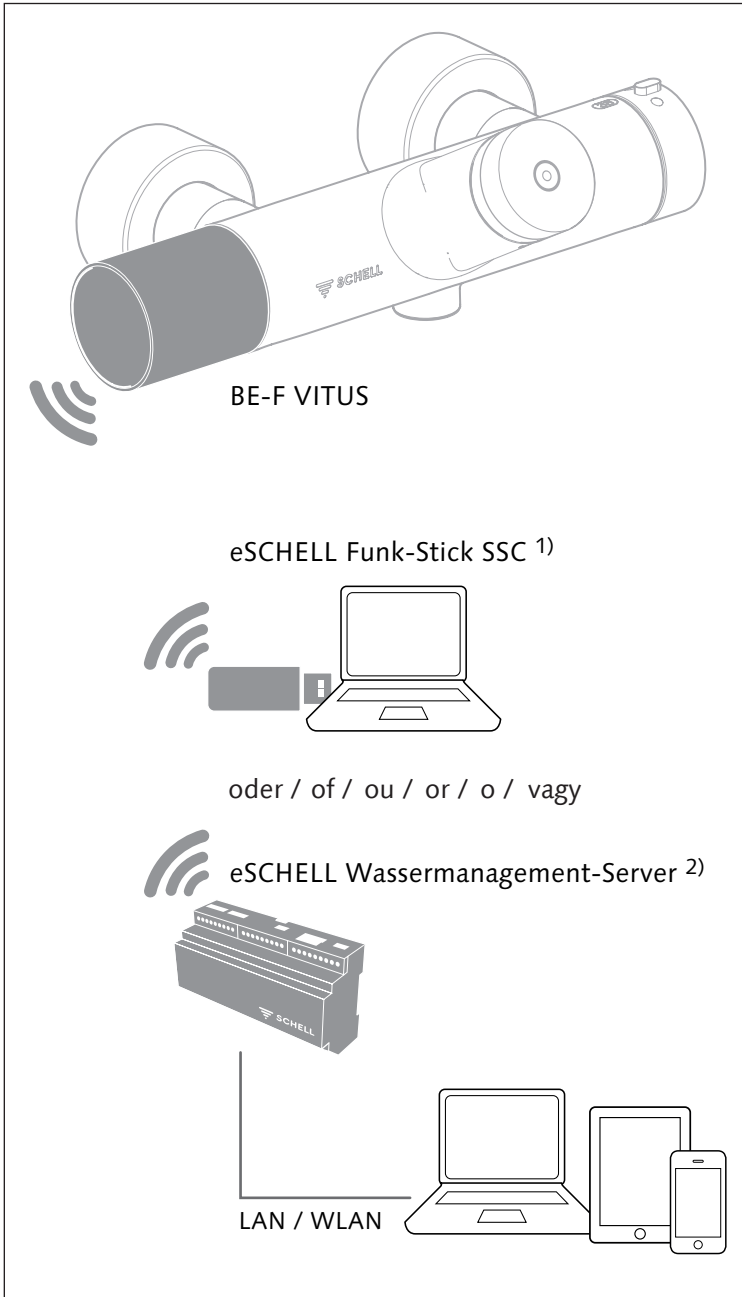 SCHELL
BE-F VITUS
eSCHELL Funk-Stick SSC 1)
oder / of / ou / or / o / vagy
eSCHELL Wassermanagement-Server 2)
SCHELL
LAN / WLAN